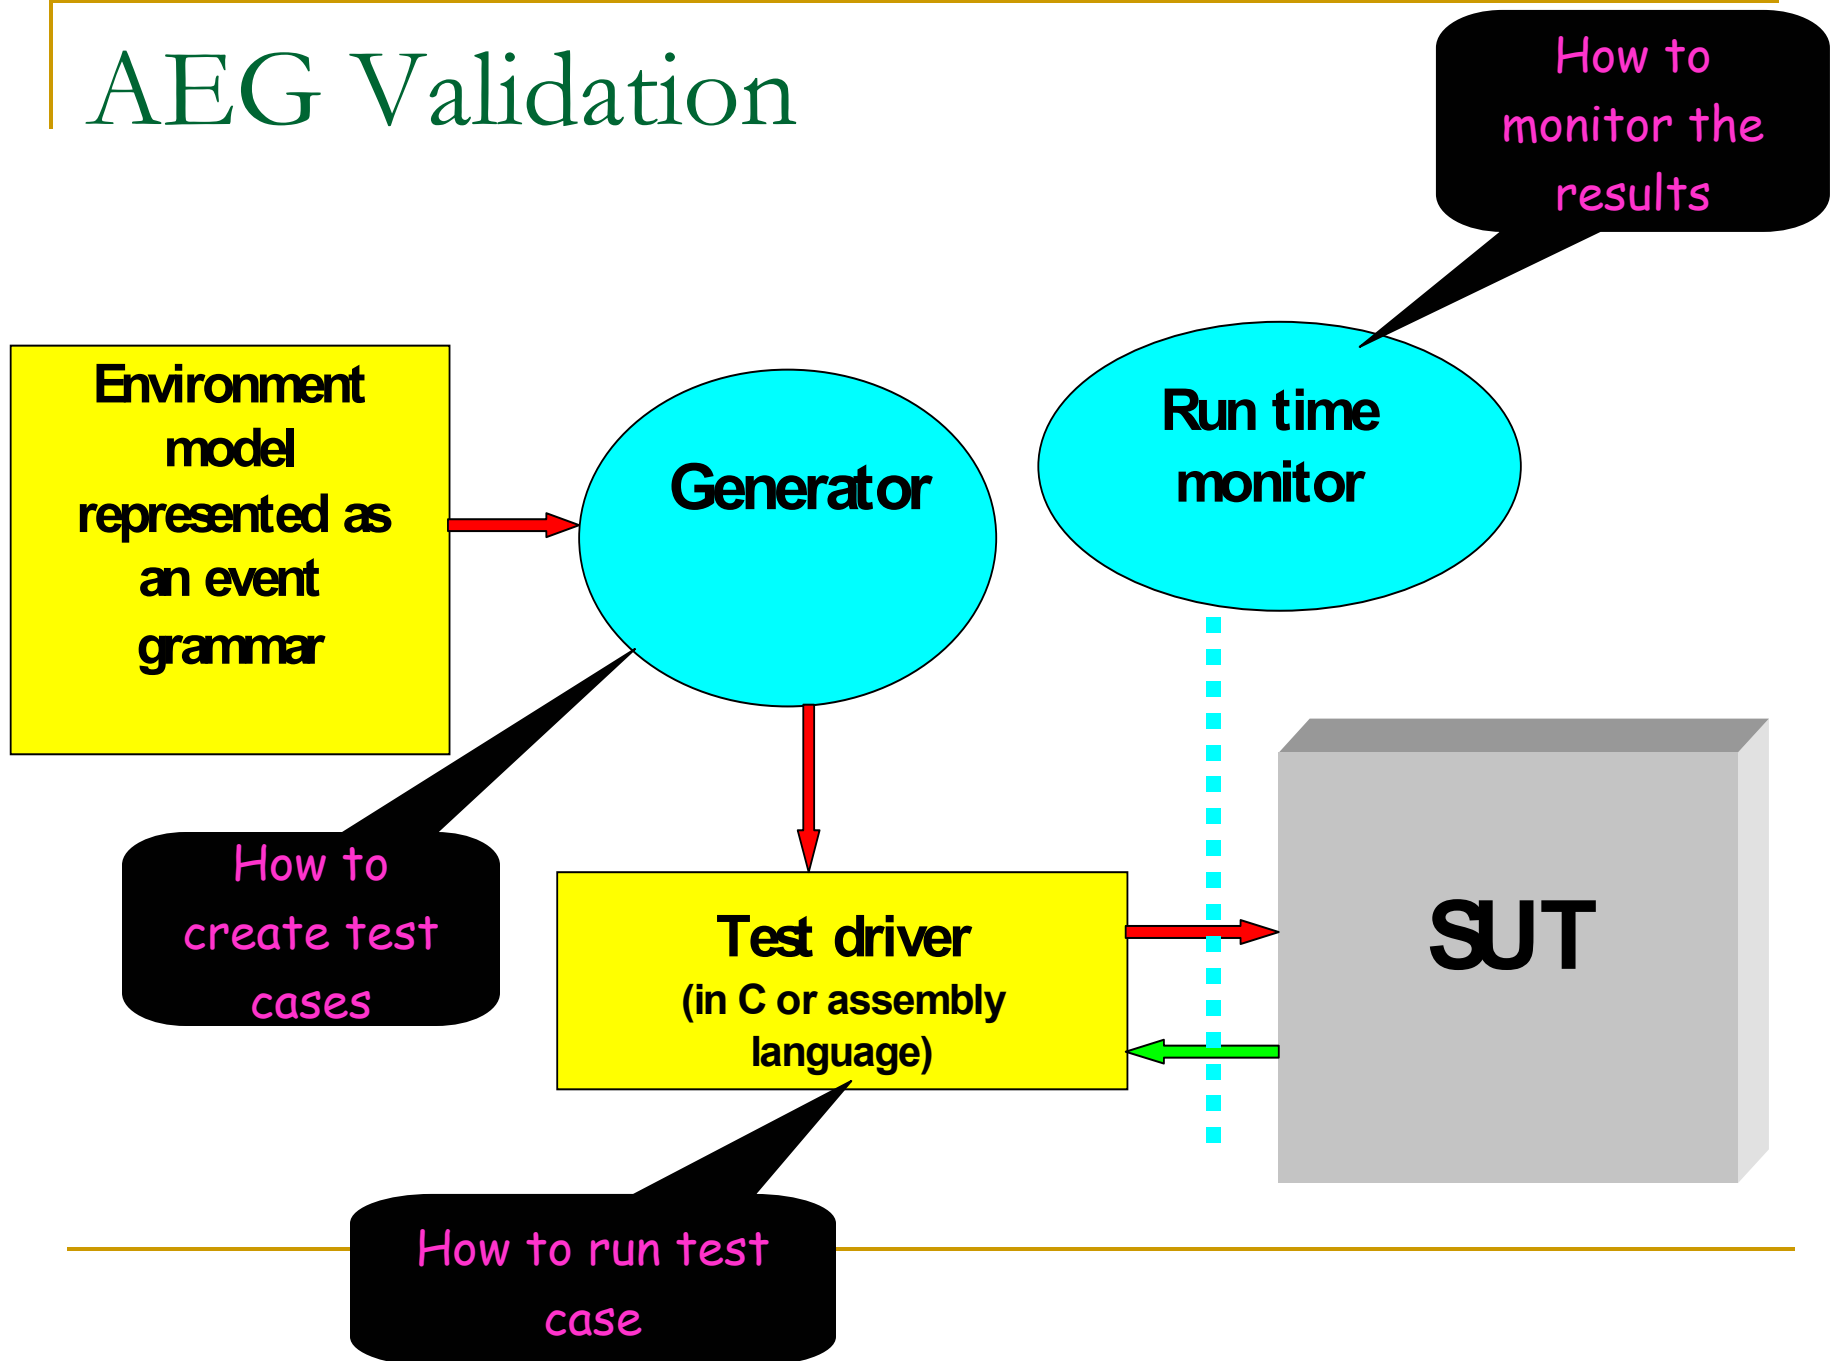 AEG Validation
How to
monitor the
results
Environment
model
represented as
an event
grammar
Generator
Run time
monitor
How to
create test
cases
Test driver
(in C or assembly
language)
SUT
How to run test
case